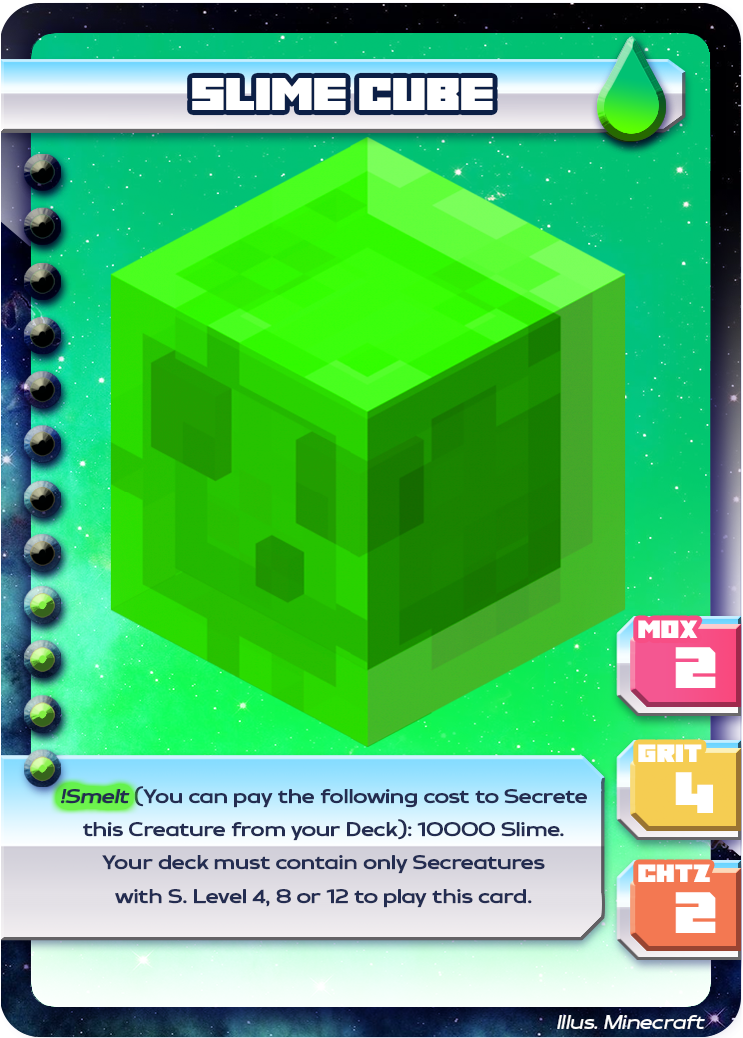 SLIME CUBE
MOX
2
GRIT
4
CHTZ
2
!Smelt (You can pay the following cost to Secrete
this Creature from your Deck): 10000 Slime.
Your deck must contain only Secreatures
with S. Level 4, 8 or 12 to play this card.
Illus. Minecraft